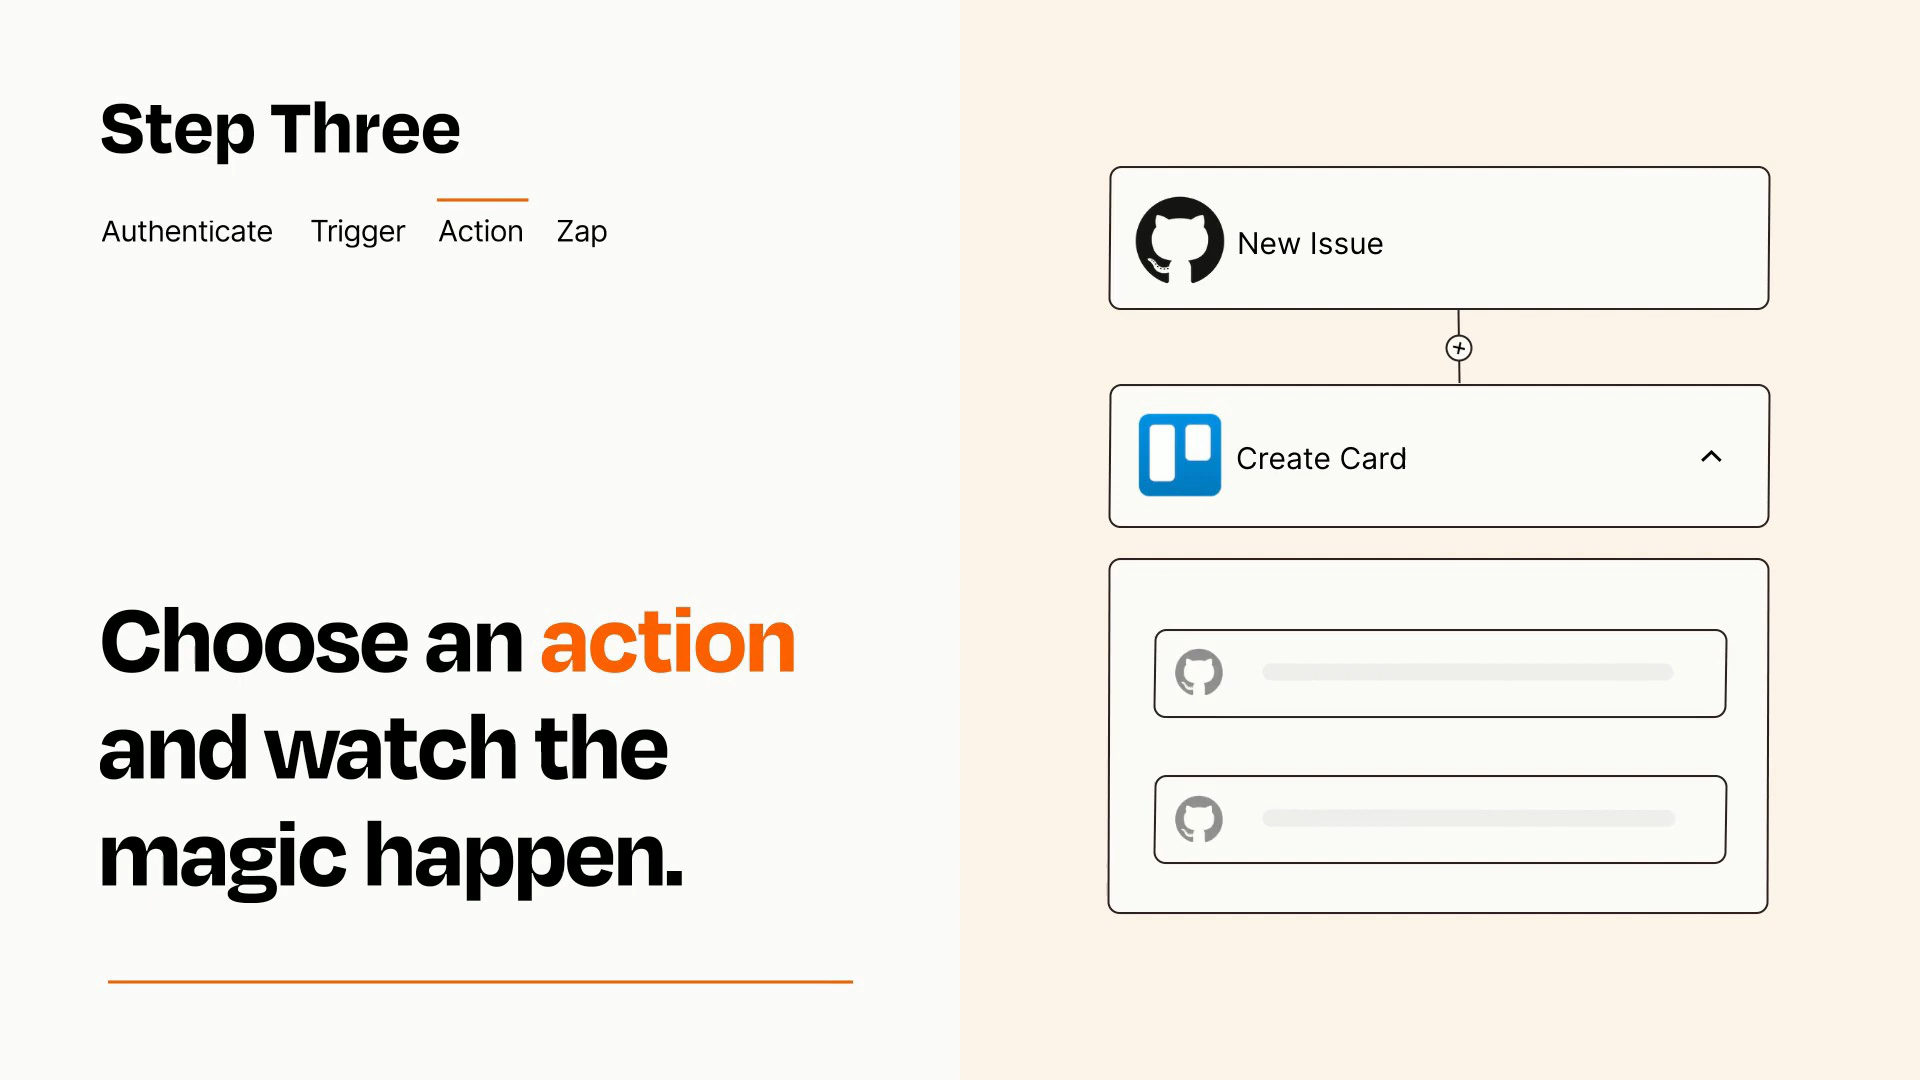 Step Three
Authenticate Trigger Action Zap
Choose an action
and watch the
magic happen.
New Issue
Create Card